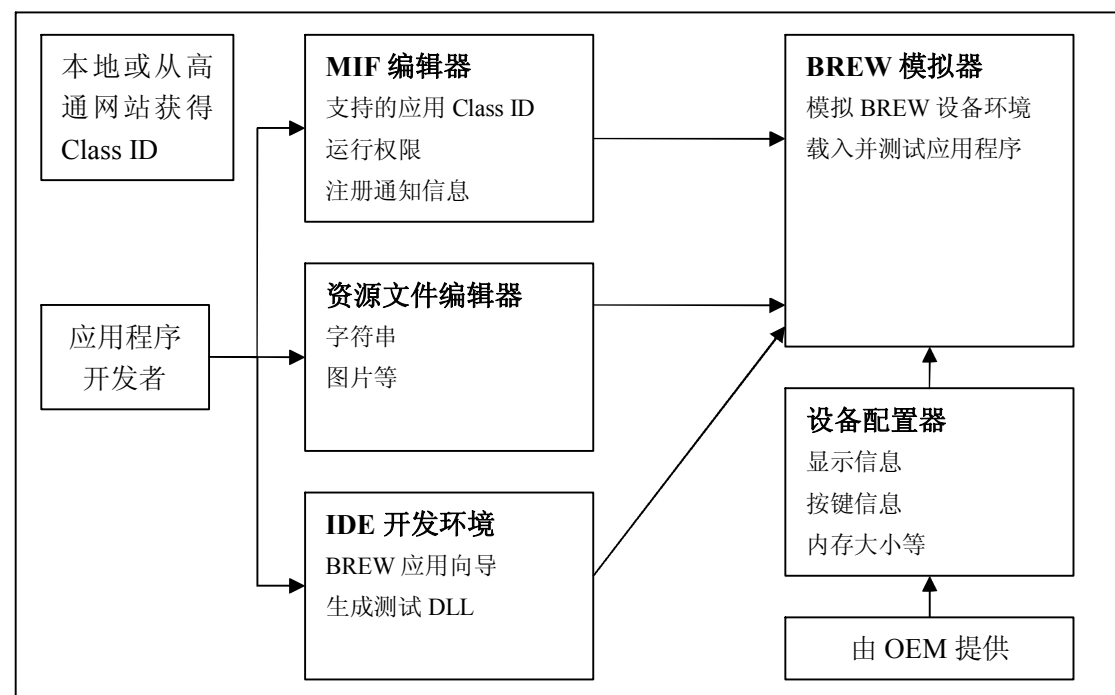 本地或从高
通网站获得
Class ID
MIF 编辑器
支持的应用 Class ID
运行权限
注册通知信息
BREW 模拟器
模拟 BREW 设备环境
载入并测试应用程序
应用程序
开发者
资源文件编辑器
字符串
图片等
设备配置器
显示信息
按键信息
内存大小等
IDE 开发环境
BREW 应用向导
生成测试 DLL
由 OEM 提供